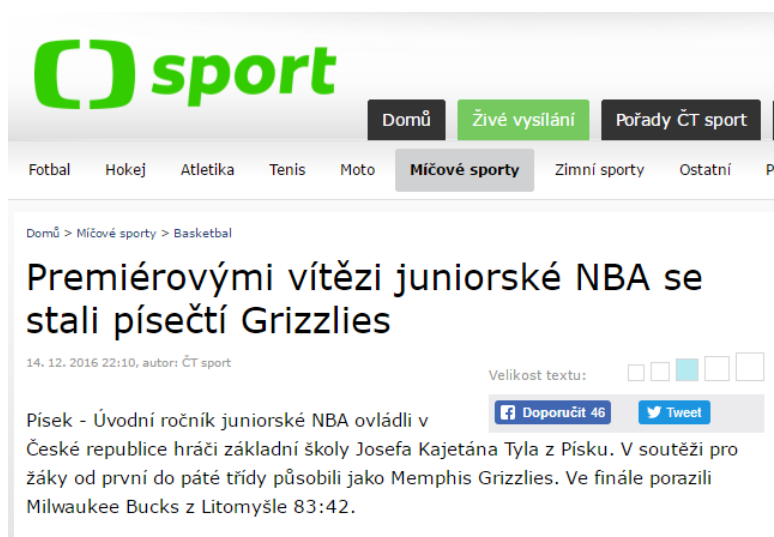 sport
Domů Živé vysílání Pořady ČT sport
Fotbal Hokej Atletika Tenis Moto Míčové sporty Zimní sporty Ostatní P
Domů > Míčové sporty > Basketbal
Premiérovými vítězi juniorské NBA se
stali písečtí Grizzlies
14. 12. 2016 22:10, autor: ČT sport
Velikost textu:
Doporučit 46 Tweet
Písek - Úvodní ročník juniorské NBA ovládli v
České republice hráči základní školy Josefa Kajetána Tyla z Písku. V soutěži pro
žáky od první do páté třídy působili jako Memphis Grizzlies. Ve finále porazili
Milwaukee Bucks z Litomyšle 83:42.